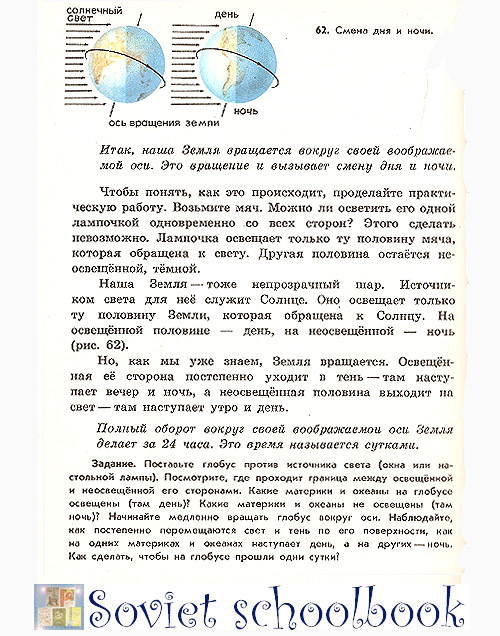 солнечный
свет
день
62. Смена дня и ночи.
ночь
ось вращения земли
Итак, наша Земля вращается вокруг своей воображае-
мой оси. Это вращение и вызывает смену дня и ночи.
Чтобы понять, как это происходит, проделайте практи-
ческую работу. Возьмите мяч. Можно ли осветить его одной
лампочкой одновременно со всех сторон? Этого сделать
невозможно. Лампочка освещает только ту половину мяча,
которая обращена к свету. Другая половина остаётся не-
освещённой, тёмной.
Наша Земля — тоже непрозрачный шар. Источни-
ком света для неё служит Солнце. Оно освещает только
ту половину Земли, которая обращена к Солнцу. На
освещённой половине — день, на неосвещённой — ночь
(рис. 62).
Но, как мы уже знаем, Земля вращается. Освещён-
ная её сторона постепенно уходит в тень — там насту-
пает вечер и ночь, а неосвещённая половина выходит на
свет — там наступает утро и день.
Полный оборот вокруг своей воображаемой оси Земля
делает за 24 часа. Это время называется сутками.
Задание. Поставьте глобус против источника света (окна или на-
стольной лампы). Посмотрите, где проходит граница между освещённой
и неосвещённой его сторонами. Какие материки и океаны на глобусе
освещены (там день)? Какие материки и океаны не освещены (там
ночь)? Начинайте медленно вращать глобус вокруг оси. Наблюдайте,
как постепенно перемещаются свет и тень по его поверхности, как
на одних материках и океанах наступает день, а на других — ночь.
Как сделать, чтобы на глобусе прошли одни сутки?
Soviet schoolbook